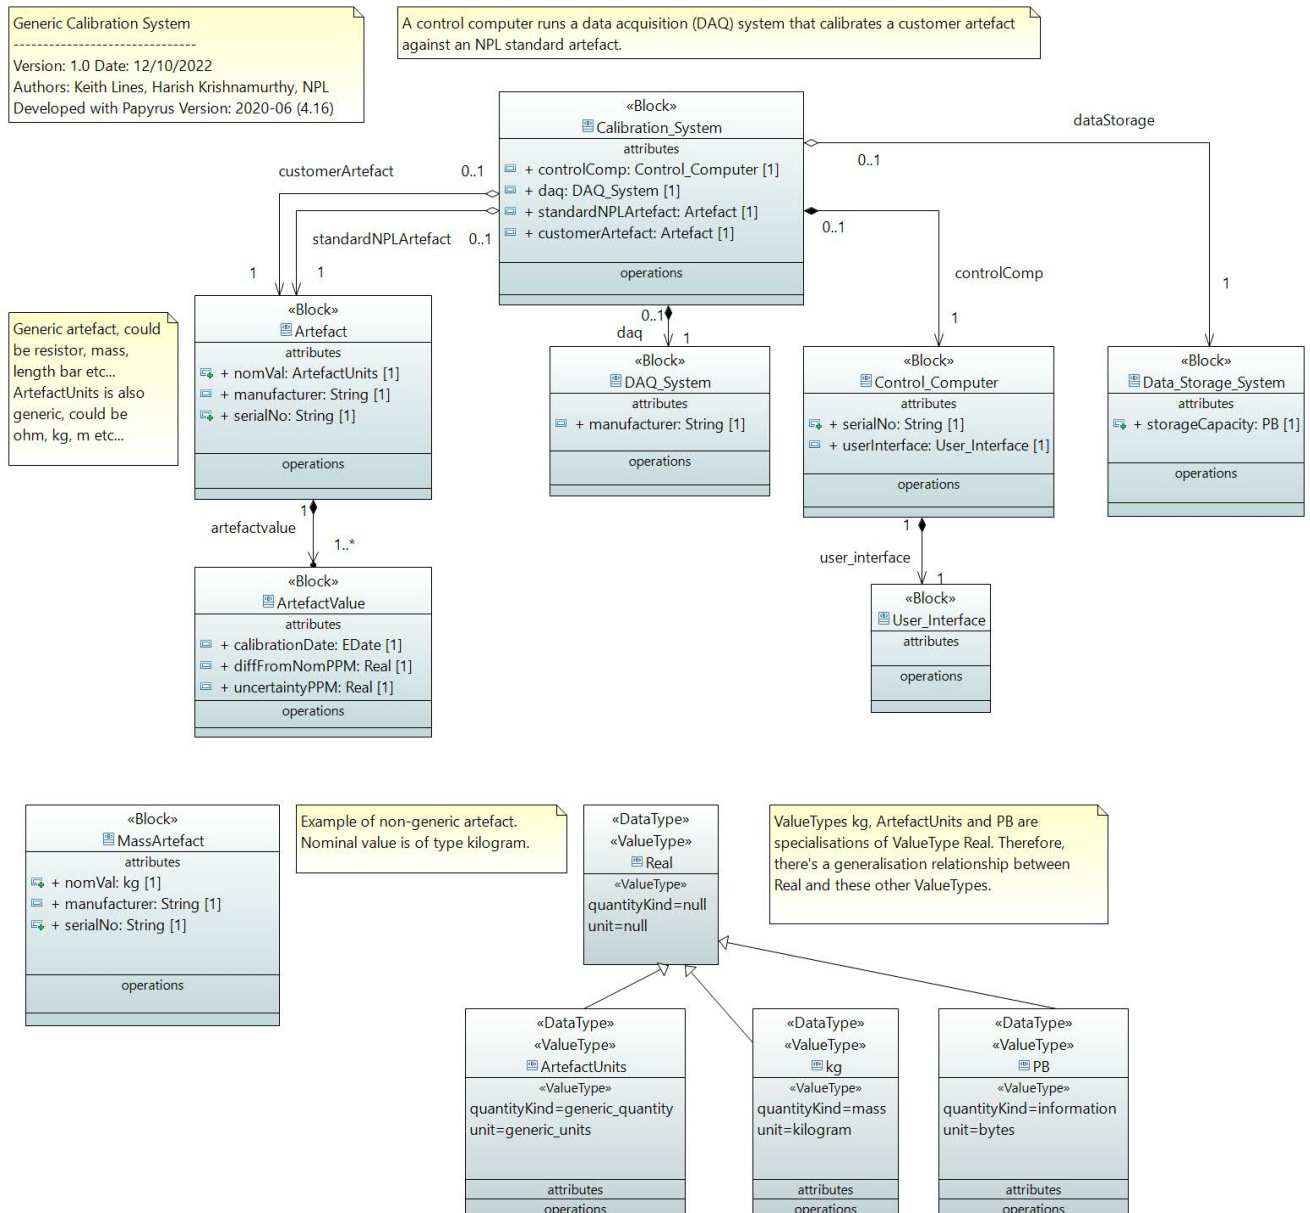 Generic Calibration System
-------------------------------
Version: 1.0 Date: 12/10/2022
Authors: Keith Lines, Harish Krishnamurthy, NPL
Developed with Papyrus Version: 2020-06 (4.16)
A control computer runs a data acquisition (DAQ) system that calibrates a customer artefact
against an NPL standard artefact.
«Block»
Calibration_System
attributes
+ controlComp: Control_Computer [1]
+ daq: DAQ_System [1]
+ standardNPLArtefact: Artefact [1]
+ customerArtefact: Artefact [1]
operations
customerArtefact
0..1
standardNPLArtefact
0..1
1
1
dataStorage
0..1
1
0..1
controlComp
1
0..1
daq
1
Generic artefact, could
be resistor, mass,
length bar etc...
ArtefactUnits is also
generic, could be
ohm, kg, m etc...
«Block»
Artefact
attributes
+ nomVal: ArtefactUnits [1]
+ manufacturer: String [1]
+ serialNo: String [1]
operations
«Block»
DAQ_System
attributes
+ manufacturer: String [1]
operations
«Block»
Control_Computer
attributes
+ serialNo: String [1]
+ userInterface: User_Interface [1]
operations
«Block»
Data_Storage_System
attributes
+ storageCapacity: PB [1]
operations
1
artefactvalue
1..*
1
user_interface
1
«Block»
ArtefactValue
attributes
+ calibrationDate: EDate [1]
+ diffFromNomPPM: Real [1]
+ uncertaintyPPM: Real [1]
operations
«Block»
User_Interface
attributes
operations
«Block»
MassArtefact
attributes
+ nomVal: kg [1]
+ manufacturer: String [1]
+ serialNo: String [1]
operations
Example of non-generic artefact.
Nominal value is of type kilogram.
«DataType»
«ValueType»
Real
«ValueType»
quantityKind=null
unit=null
ValueTypes kg, ArtefactUnits and PB are
specialisations of ValueType Real. Therefore,
there's a generalisation relationship between
Real and these other ValueTypes.
«DataType»
«ValueType»
ArtefactUnits
«ValueType»
quantityKind=generic_quantity
unit=generic_units
attributes
operations
«DataType»
«ValueType»
kg
«ValueType»
quantityKind=mass
unit=kilogram
attributes
operations
«DataType»
«ValueType»
PB
«ValueType»
quantityKind=information
unit=bytes
attributes
operations